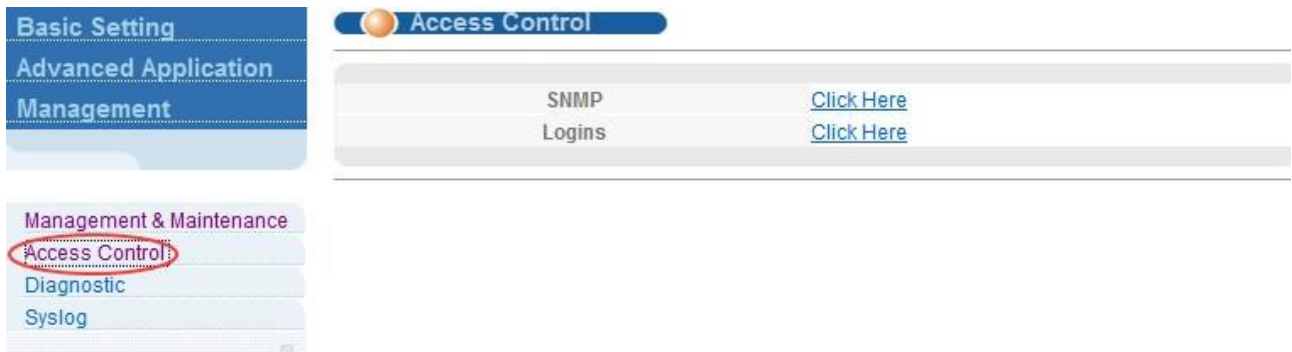 Basic Setting
Advanced Application
Management
Management & Maintenance
Access Control
Diagnostic
Syslog
Access Control
SNMP Click Here
Logins Click Here